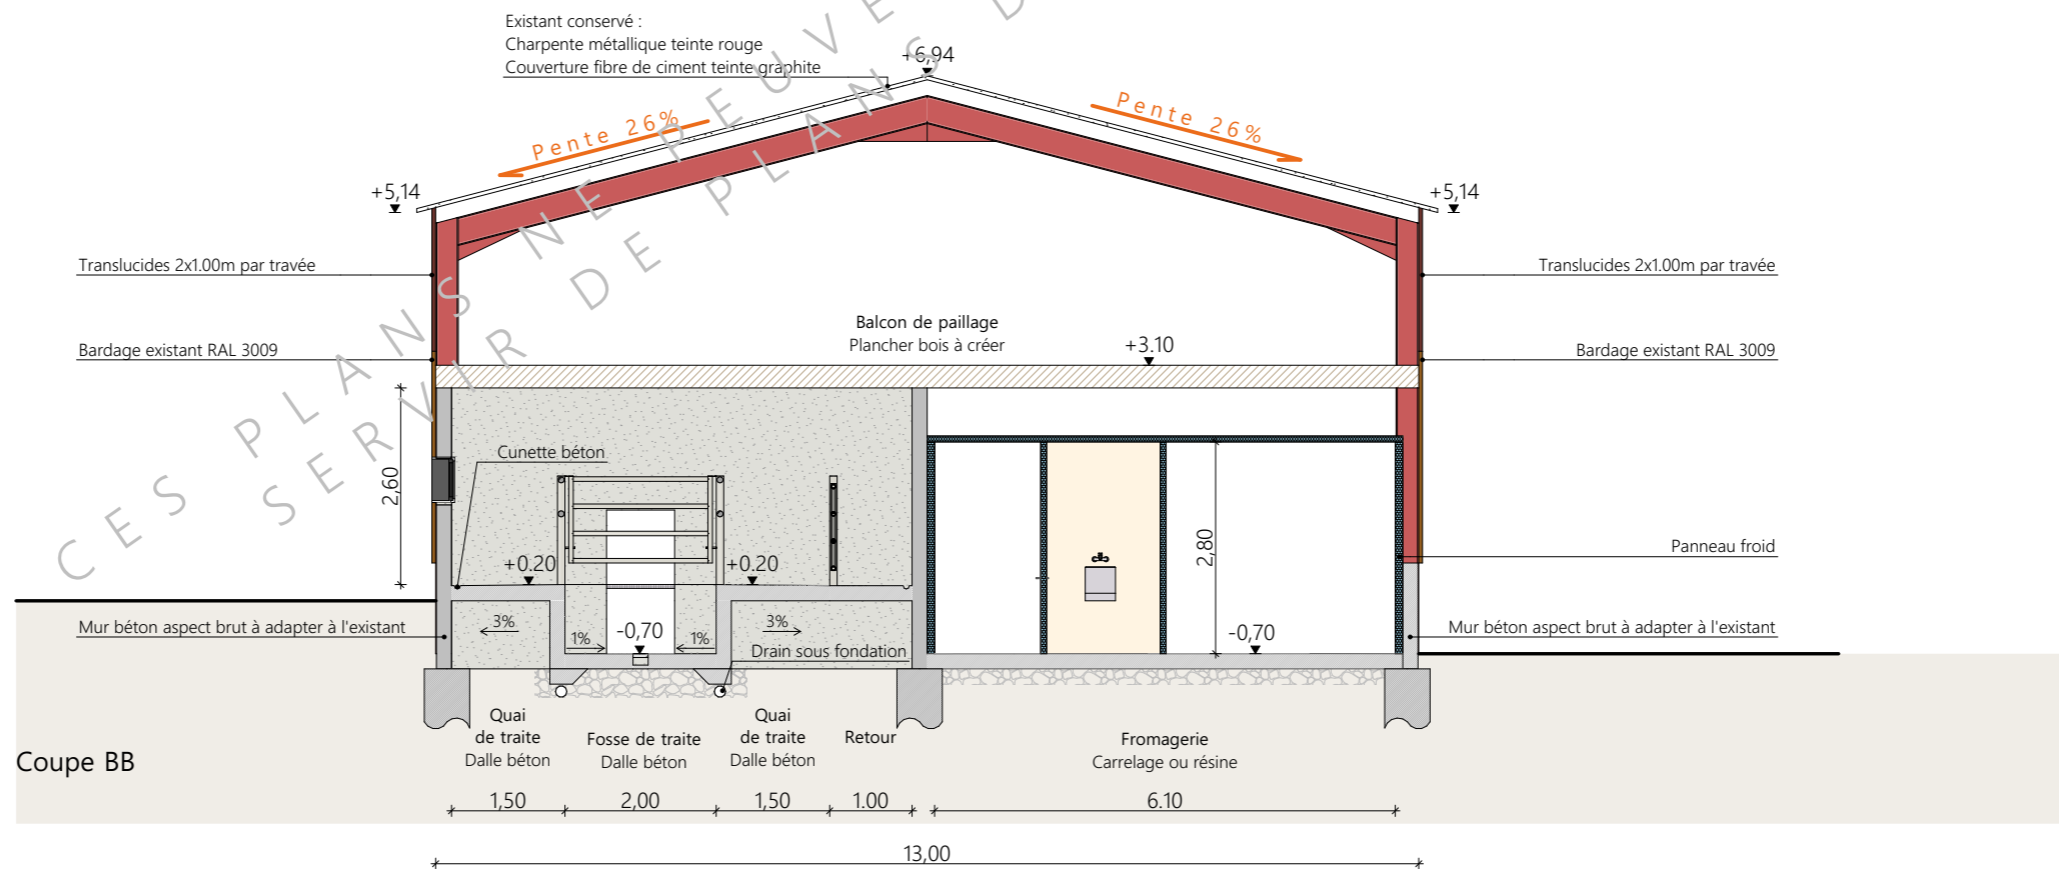 Existant conservé :
Charpente métallique teinte rouge
Couverture fibre de ciment teinte graphite
+6,94
Pente 26%
Pente 26%
+5,14
+5,14
Translucides 2x1.00m par travée
Translucides 2x1.00m par travée
Balcon de paillage
Plancher bois à créer
+3.10
Bardage existant RAL 3009
Bardage existant RAL 3009
CES PLANS NE PEUVE
SERVIR DE PLANS D
Cunette béton
2,60
2,80
+0.20
+0.20
Panneau froid
Mur béton aspect brut à adapter à l'existant
3%
1%
-0,70
1%
3%
Drain sous fondation
-0,70
Mur béton aspect brut à adapter à l'existant
Quai
de traite
Dalle béton
Fosse de traite
Dalle béton
Quai
de traite
Dalle béton
Retour
Fromagerie
Carrelage ou résine
Coupe BB
1,50
2,00
1,50
1.00
6.10
13,00